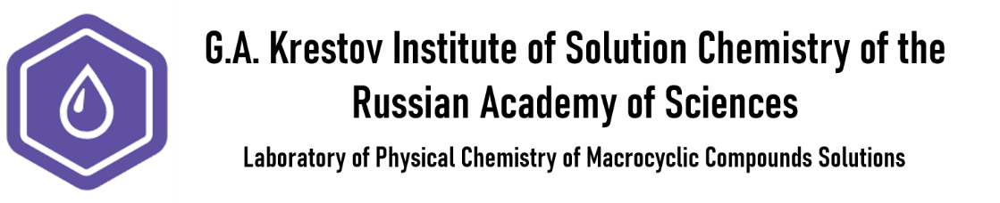 G.A. Krestov Institute of Solution Chemistry of the
Russian Academy of Sciences
Laboratory of Physical Chemistry of Macrocyclic Compounds Solutions